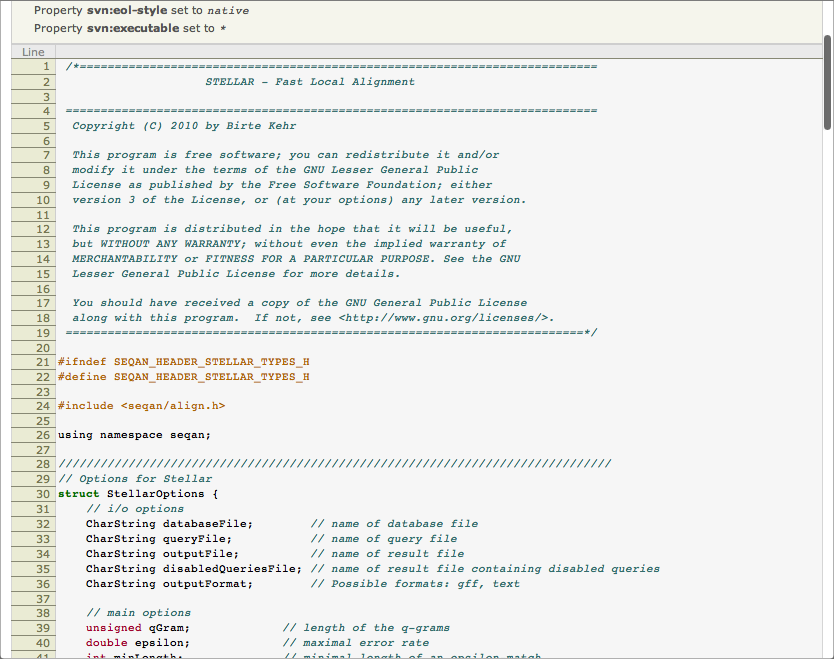 Property svn:eol-style set to native
Property svn:executable set to *
Line
1 /*==========================================================================
2 STELLAR - Fast Local Alignment
3
4 ============================================================================
5 Copyright (C) 2010 by Birte Kehr
6
7 This program is free software; you can redistribute it and/or
8 modify it under the terms of the GNU Lesser General Public
9 License as published by the Free Software Foundation; either
10 version 3 of the License, or (at your options) any later version.
11
12 This program is distributed in the hope that it will be useful,
13 but WITHOUT ANY WARRANTY; without even the implied warranty of
14 MERCHANTABILITY or FITNESS FOR A PARTICULAR PURPOSE. See the GNU
15 Lesser General Public License for more details.
16
17 You should have received a copy of the GNU General Public License
18 along with this program.  If not, see <http://www.gnu.org/licenses/>.
19 ==========================================================================*/
20
21 #ifndef SEQAN_HEADER_STELLAR_TYPES_H
22 #define SEQAN_HEADER_STELLAR_TYPES_H
23
24 #include <seqan/align.h>
25
26 using namespace seqan;
27
28 ///////////////////////////////////////////////////////////////////////////////
29 // Options for Stellar
30 struct StellarOptions {
31 // i/o options
32 CharString databaseFile; // name of database file
33 CharString queryFile; // name of query file
34 CharString outputFile; // name of result file
35 CharString disabledQueriesFile; // name of result file containing disabled queries
36 CharString outputFormat; // Possible formats: gff, text
37
38 // main options
39 unsigned qGram; // length of the q-grams
40 double epsilon; // maximal error rate
41 int minLength; // minimal length of an epsilon match